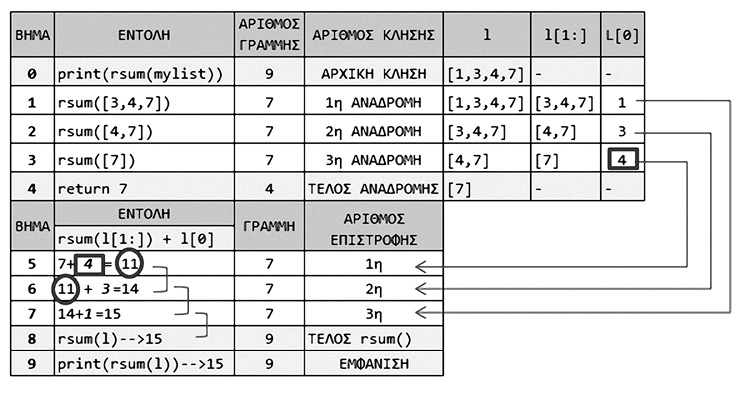 ΒΗΜΑ ΕΝΤΟΛΗ ΑΡΙΘΜΟΣ ΓΡΑΜΜΗΣ ΑΡΙΘΜΟΣ ΚΛΗΣΗΣ l l[1:] L[0]
0 print(rsum(mylist)) 9 ΑΡΧΙΚΗ ΚΛΗΣΗ [1,3,4,7] - -
1 rsum([3,4,7]) 7 1η ΑΝΑΔΡΟΜΗ [1,3,4,7] [3,4,7] 1
2 rsum([4,7]) 7 2η ΑΝΑΔΡΟΜΗ [3,4,7] [4,7] 3
3 rsum([7]) 7 3η ΑΝΑΔΡΟΜΗ [4,7] [7] 4
4 return 7 4 ΤΕΛΟΣ ΑΝΑΔΡΟΜΗΣ [7] - -
ΒΗΜΑ ΕΝΤΟΛΗ ΓΡΑΜΜΗ ΑΡΙΘΜΟΣ ΕΠΙΣΤΡΟΦΗΣ
rsum(l[1:]) + l[0]
5 7+ 4 = 11 7 1η
6 11 + 3=14 7 2η
7 14+1=15 7 3η
8 rsum(l)-->15 9 ΤΕΛΟΣ rsum()
9 print(rsum(l))-->15 9 ΕΜΦΑΝΙΣΗ